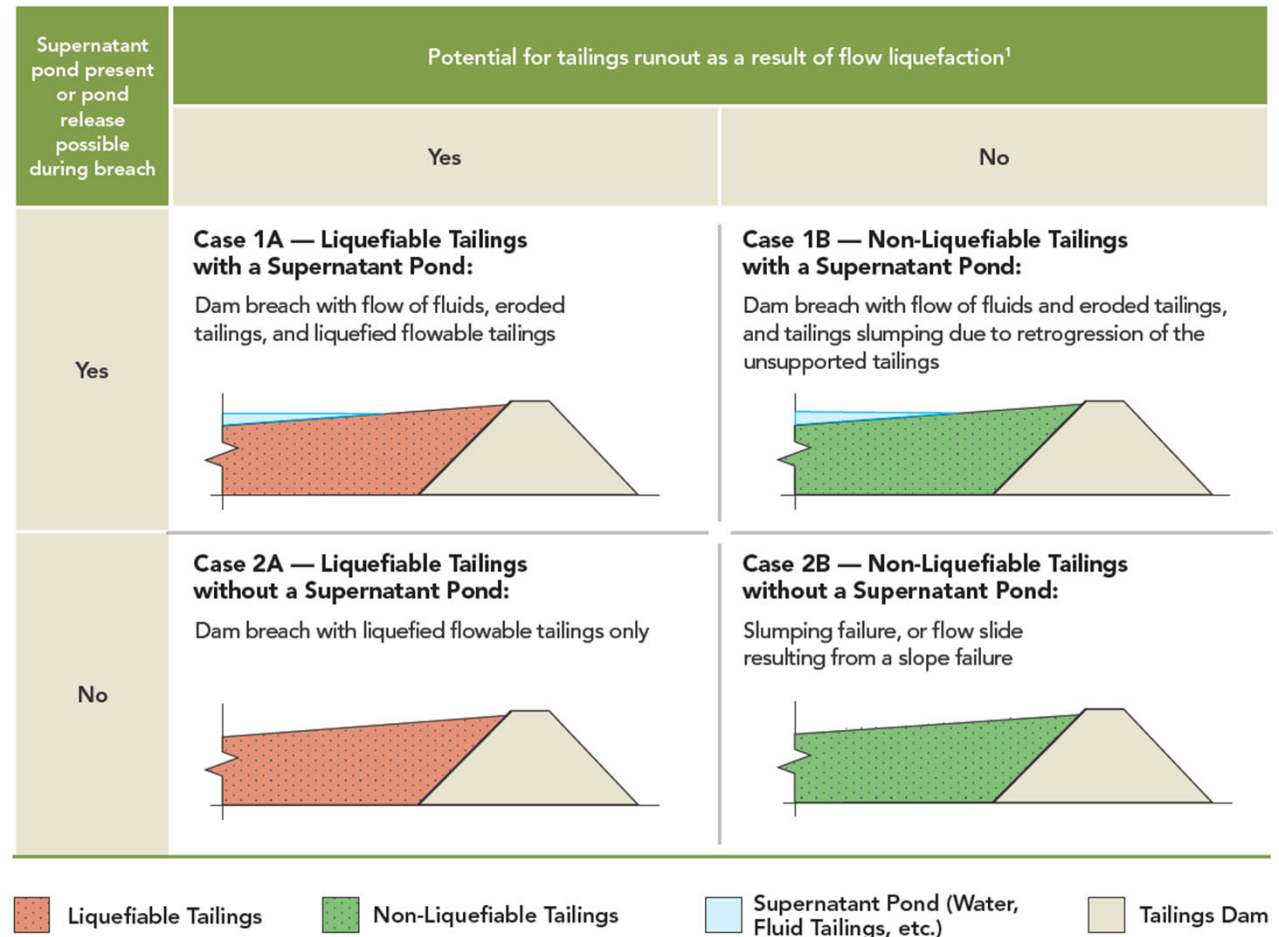 Supernatant
pond present
or pond
release
possible
during breach
Potential for tailings runout as a result of flow liquefaction¹
Yes
No
Yes
Case 1A — Liquefiable Tailings
with a Supernatant Pond:
Dam breach with flow of fluids, eroded
tailings, and liquefied flowable tailings
Case 1B — Non-Liquefiable Tailings
with a Supernatant Pond:
Dam breach with flow of fluids and eroded tailings,
and tailings slumping due to retrogression of the
unsupported tailings
No
Case 2A — Liquefiable Tailings
without a Supernatant Pond:
Dam breach with liquefied flowable tailings only
Case 2B — Non-Liquefiable Tailings
without a Supernatant Pond:
Slumping failure, or flow slide
resulting from a slope failure
Liquefiable Tailings
Non-Liquefiable Tailings
Supernatant Pond (Water,
Fluid Tailings, etc.)
Tailings Dam